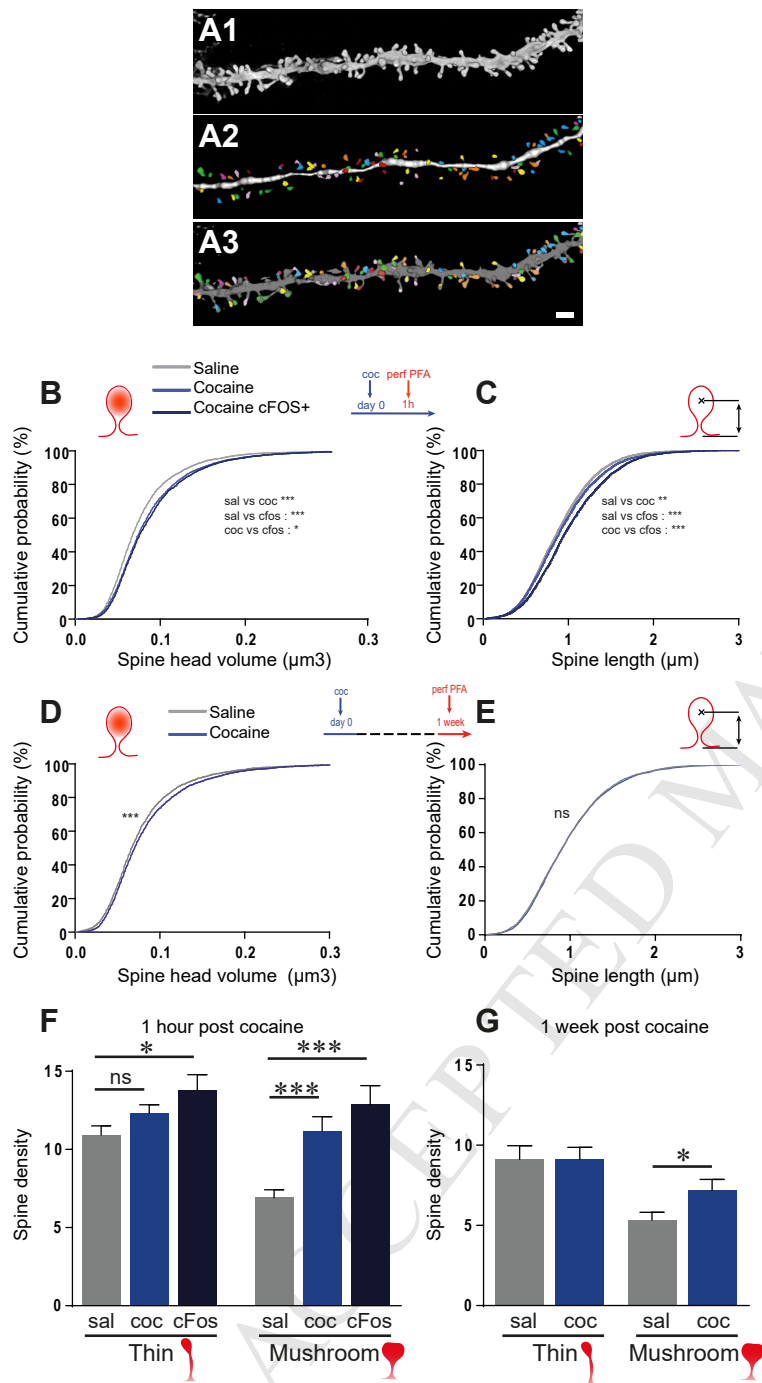 A1
A2
A3
B
Saline
Cocaine
Cocaine cFOS+
coc perf PFA
day 0 1h
Cumulative probability (%)
100
80
60
40
20
0
sal vs coc ***
sal vs cfos : ***
coc vs cfos : *
0.0 0.1 0.2 0.3
Spine head volume (µm3)
C
Cumulative probability (%)
100
80
60
40
20
0
sal vs coc **
sal vs cfos : ***
coc vs cfos : ***
0 1 2 3
Spine length (µm)
D
Saline
Cocaine
coc perf PFA
day 0 1 week
Cumulative probability (%)
100
80
60
40
20
0
***
0.0 0.1 0.2 0.3
Spine head volume (µm3)
E
Cumulative probability (%)
100
80
60
40
20
0
ns
0 1 2 3
Spine length (µm)
F
1 hour post cocaine
Spine density
15
10
5
0
ns
*
***
***
sal coc cFos sal coc cFos
Thin Mushroom
G
1 week post cocaine
Spine density
15
10
5
0
*
sal coc sal coc
Thin Mushroom
ACCEPTED MA